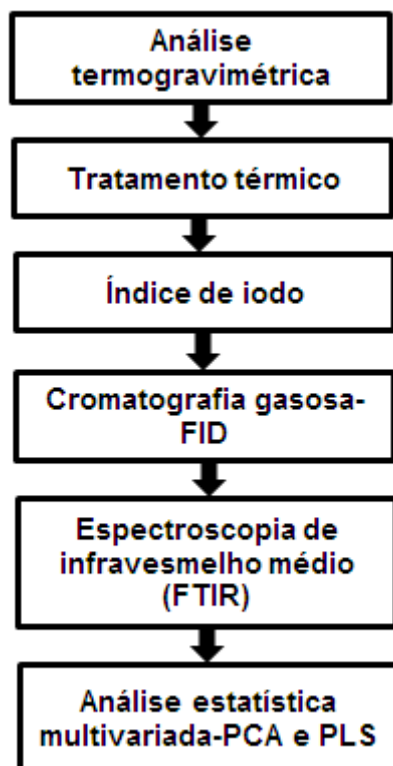 Análise
termogravimétrica
Tratamento térmico
Índice de iodo
Cromatografia gasosa-
FID
Espectroscopia de
infravesmelho médio
(FTIR)
Análise estatística
multivariada-PCA e PLS